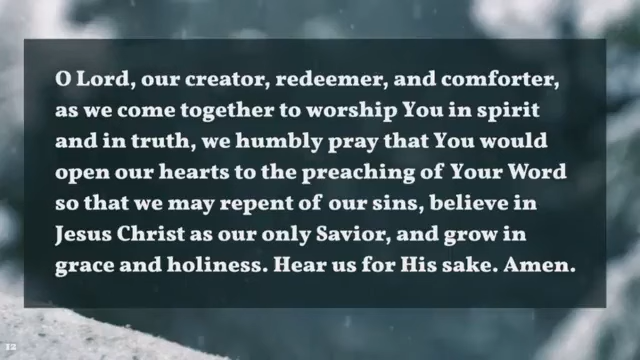 O Lord, our creator, redeemer, and comforter,
as we come together to worship You in spirit
and in truth, we humbly pray that You would
open our hearts to the preaching of Your Word
so that we may repent of our sins, believe in
Jesus Christ as our only Savior, and grow in
grace and holiness. Hear us for His sake. Amen.